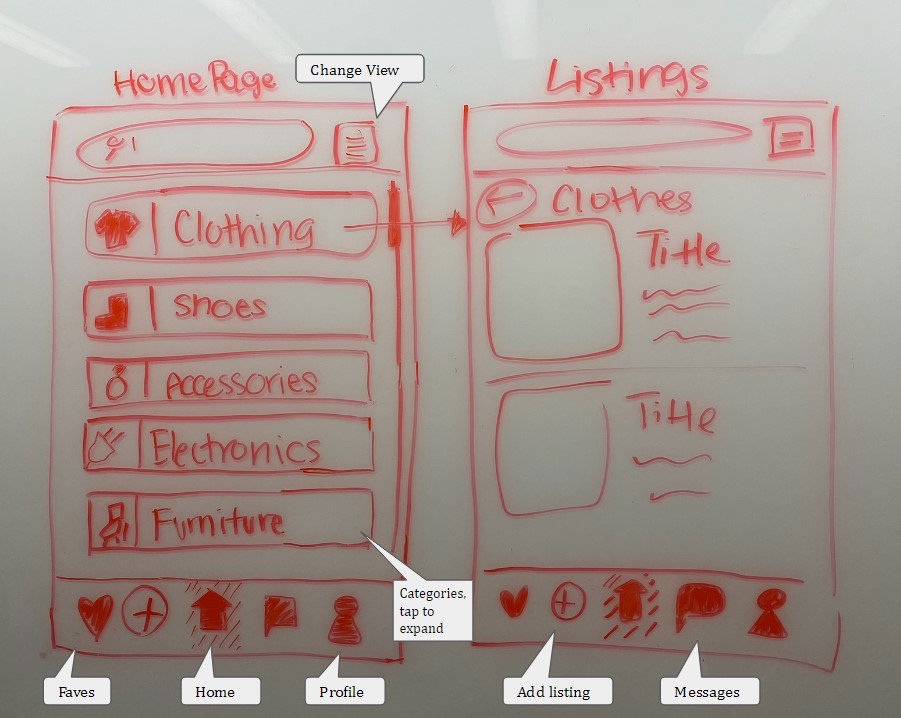 Home Page
Change View
Listings
Clothing
Shoes
Accessories
Electronics
Furniture
Clothes
Title
Title
Categories,
tap to
expand
Faves
Home
Profile
Add listing
Messages